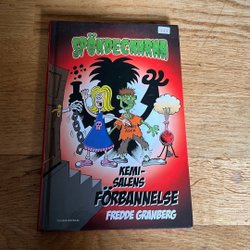 SPÖKDECKARNA
KEMI-
SALENS
FÖRBANNELSE
FREDDE GRANBERG